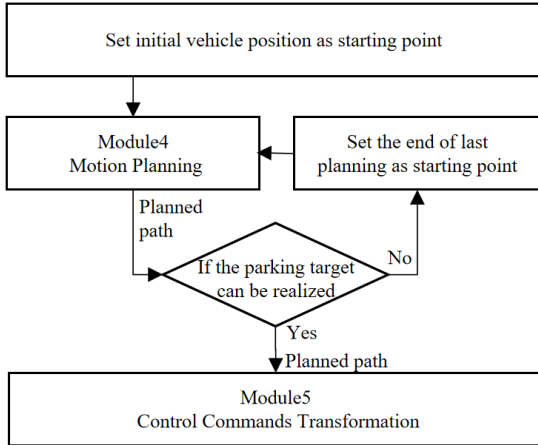 Set initial vehicle position as starting point
Module4
Motion Planning
Set the end of last
planning as starting point
Planned
path
If the parking target
can be realized
No
Yes
Planned path
Module5
Control Commands Transformation